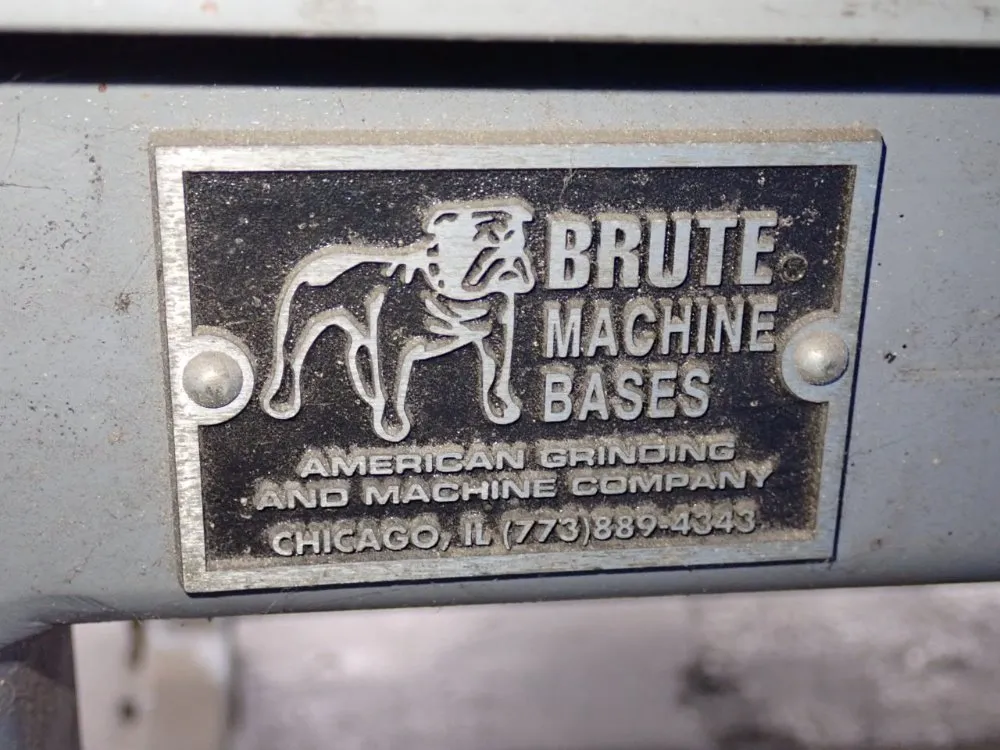 BRUTE
MACHINE
BASES
AMERICAN GRINDING
AND MACHINE COMPANY
CHICAGO, IL (773)889-4343